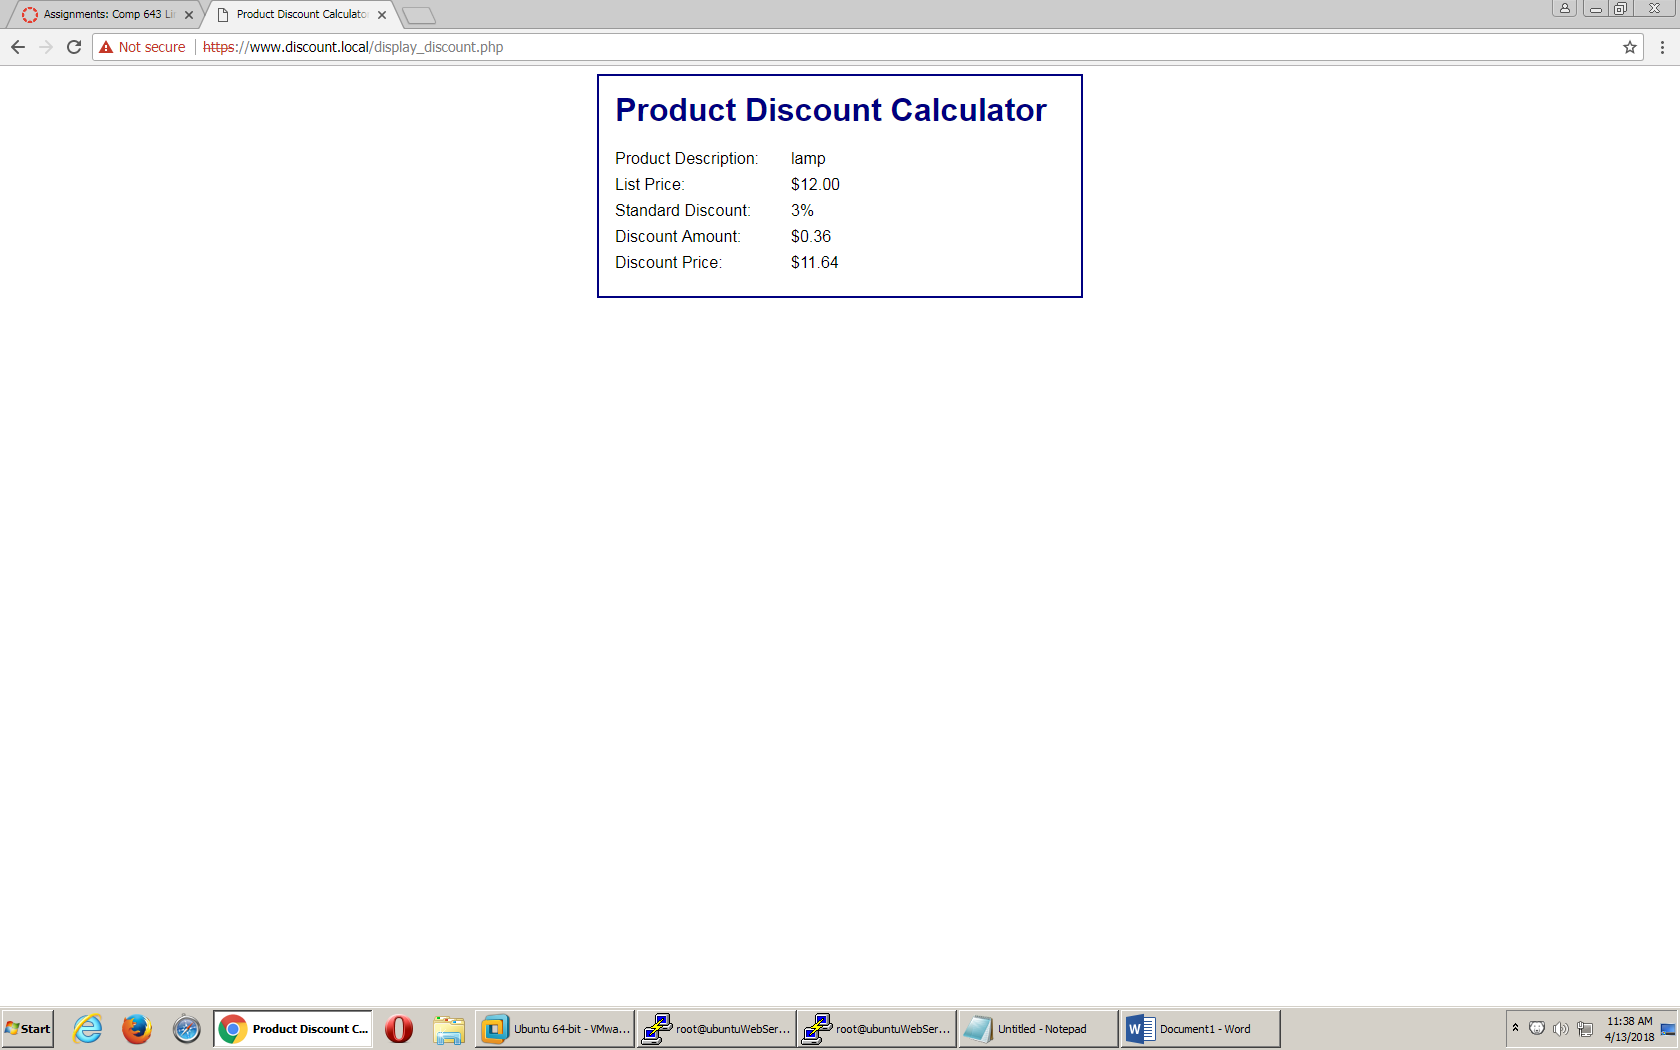 Assignments: Comp 643 Lin
Product Discount Calculator
Not secure
https://www.discount.local/display_discount.php
Product Discount Calculator
Product Description: lamp
List Price: $12.00
Standard Discount: 3%
Discount Amount: $0.36
Discount Price: $11.64
Start
Product Discount C...
Ubuntu 64-bit - VMwa...
root@ubuntuWebSer...
root@ubuntuWebSer...
Untitled - Notepad
Document1 - Word
11:38 AM
4/13/2018